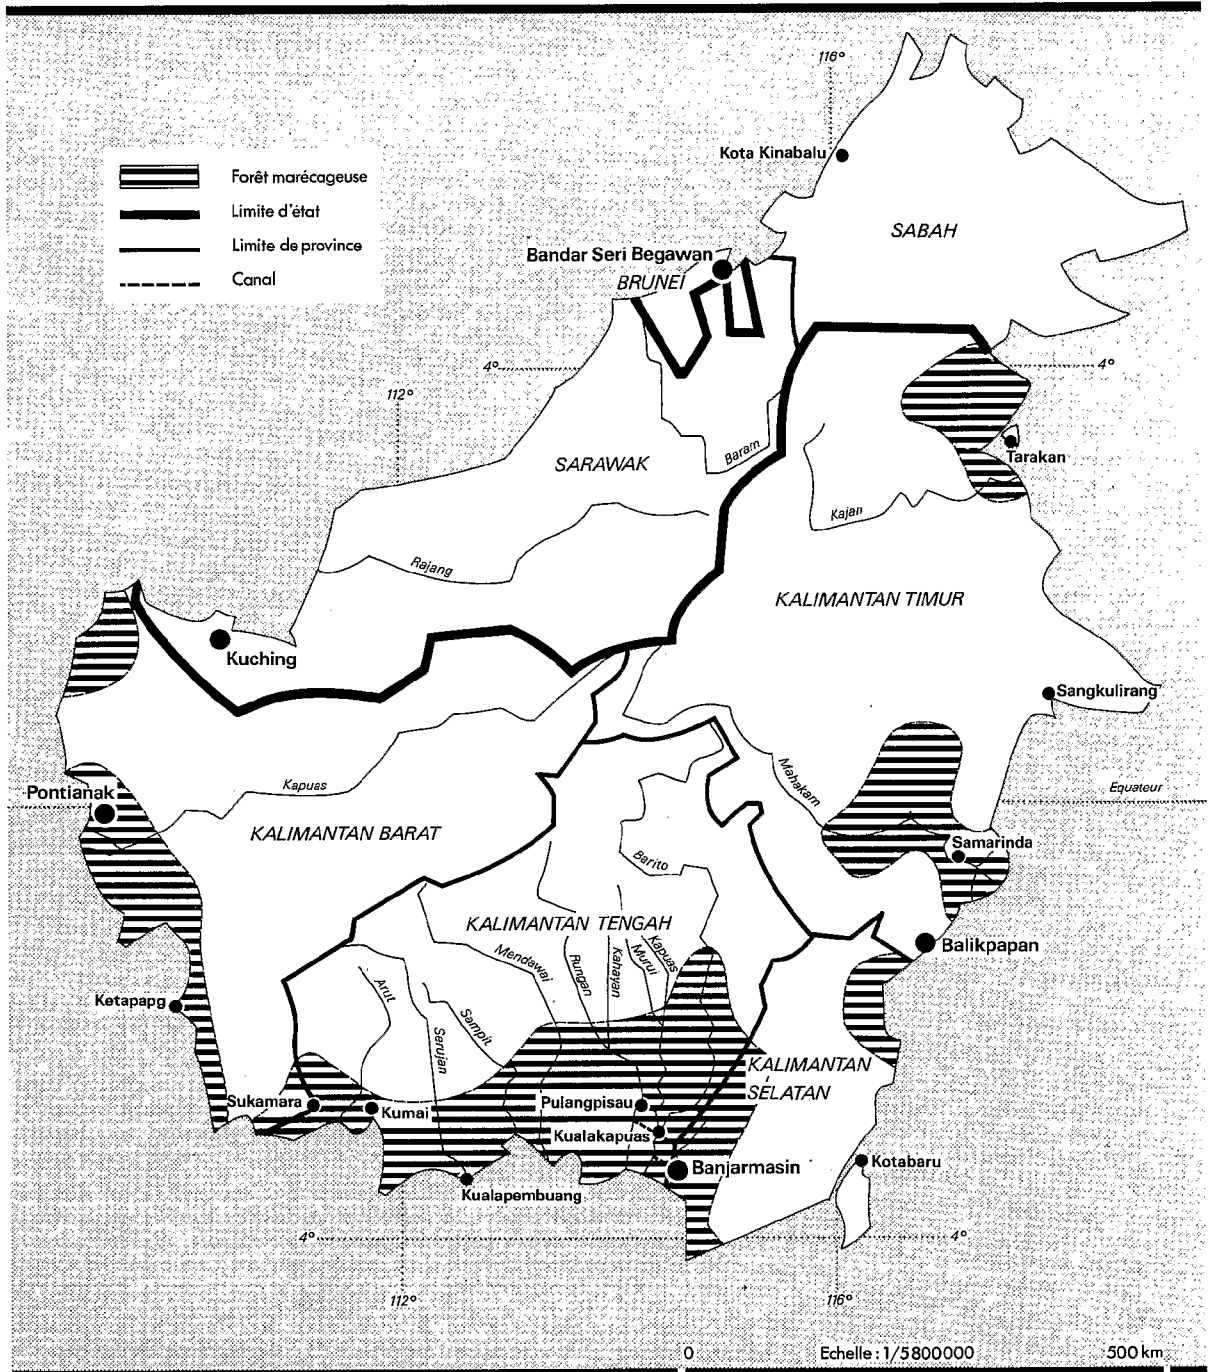 116°
Kota Kinabalu
Forêt marécageuse
Limite d'état
Limite de province
Canal
SABAH
Bandar Seri Begawan
BRUNEI
4°
4°
112°
Baram
SARAWAK
Tarakan
Kajan
Rajang
KALIMANTAN TIMUR
Kuching
Sangkulirang
Mahakam
Kapuas
Equateur
Pontianak
KALIMANTAN BARAT
Samarinda
Barito
KALIMANTAN TENGAH
Balikpapan
Mendawai
Rungan
Kahayan
Murui
Kapuas
Arut
Ketapapg
Serujan
Sampit
KALIMANTAN
SELATAN
Sukamara
Kumai
Pulangpisau
Kualakapuas
Banjarmasin
Kotabaru
Kualapembuang
4°
4°
112°
116°
0
Echelle : 1/5800000
500 km